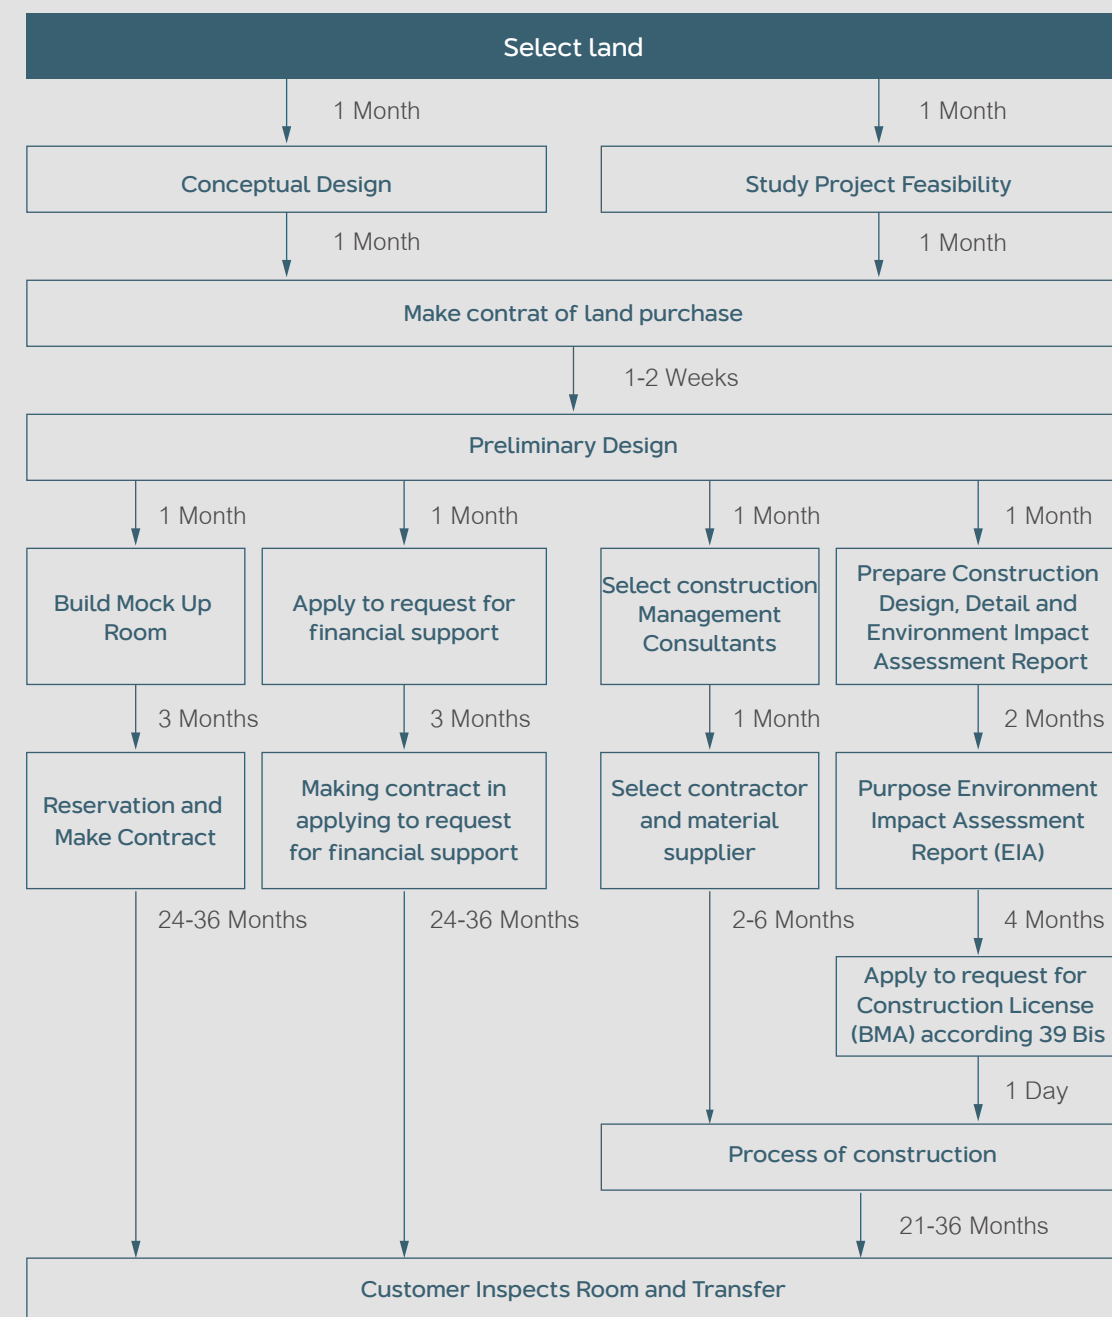 Select land
1 Month
1 Month
Conceptual Design
Study Project Feasibility
1 Month
1 Month
Make contrat of land purchase
1-2 Weeks
Preliminary Design
1 Month
1 Month
1 Month
1 Month
Build Mock Up
Room
Apply to request for
financial support
Select construction
Management
Consultants
Prepare Construction
Design, Detail and
Environment Impact
Assessment Report
3 Months
3 Months
1 Month
2 Months
Reservation and
Make Contract
Making contract in
applying to request
for financial support
Select contractor
and material
supplier
Purpose Environment
Impact Assessment
Report (EIA)
24-36 Months
24-36 Months
2-6 Months
4 Months
Apply to request for
Construction License
(BMA) according 39 Bis
1 Day
Process of construction
21-36 Months
Customer Inspects Room and Transfer